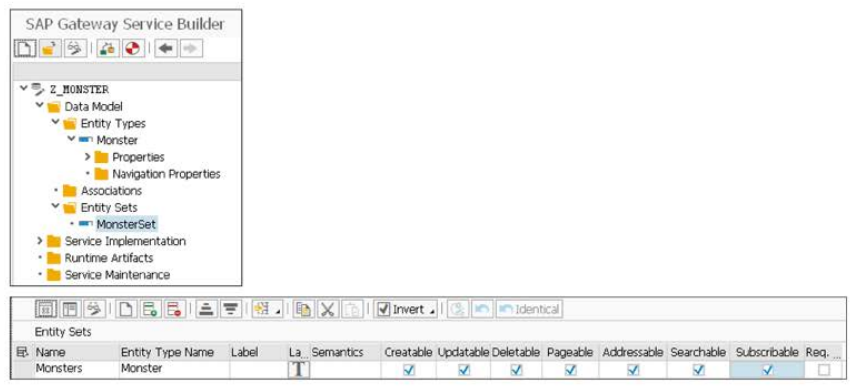 SAP Gateway Service Builder
Z_MONSTER
Data Model
Entity Types
Monster
Properties
Navigation Properties
Associations
Entity Sets
MonsterSet
Service Implementation
Runtime Artifacts
Service Maintenance
Invert Identical
Entity Sets
Name Entity Type Name Label La... Semantics Creatable Updatable Deletable Pageable Addressable Searchable Subscribable Req. ...
Monsters Monster T